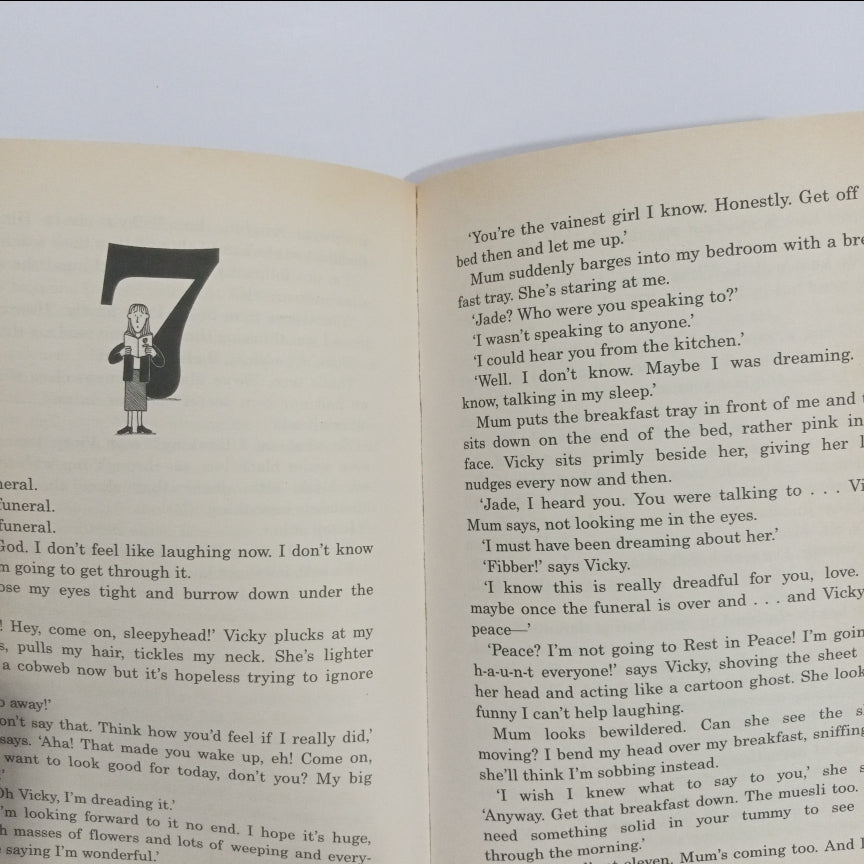 7
funeral.
funeral.
God. I don't feel like laughing now. I don't know
going to get through it.
my eyes tight and burrow down under the
! Hey, come on, sleepyhead!' Vicky plucks at my
pulls my hair, tickles my neck. She's lighter
a cobweb now but it's hopeless trying to ignore
away!'
say that. Think how you'd feel if I really did,'
says. 'Aha! That made you wake up, eh! Come on,
want to look good for today, don't you? My big
Vicky, I'm dreading it.'
looking forward to it no end. I hope it's huge,
masses of flowers and lots of weeping and every-
saying I'm wonderful.'
'You're the vainest girl I know. Honestly. Get off
bed then and let me up.'
Mum suddenly barges into my bedroom with a
fast tray. She's staring at me.
'Jade? Who were you speaking to?'
'I wasn't speaking to anyone.'
'I could hear you from the kitchen.'
'Well. I don't know. Maybe I was dreaming.
know, talking in my sleep.'
Mum puts the breakfast tray in front of me and
sits down on the end of the bed, rather pink in
face. Vicky sits primly beside her, giving her
nudges every now and then.
'Jade, I heard you. You were talking to . . .
Mum says, not looking me in the eyes.
'I must have been dreaming about her.'
'Fibber!' says Vicky.
'I know this is really dreadful for you, love.
maybe once the funeral is over and . . . and Vicky
peace—'
'Peace? I'm not going to Rest in Peace! I'm
h-a-u-n-t everyone!' says Vicky, shoving the sheet
her head and acting like a cartoon ghost. She
funny I can't help laughing.
Mum looks bewildered. Can she see the
moving? I bend my head over my breakfast, sniffing
she'll think I'm sobbing instead.
'I wish I knew what to say to you,' she
'Anyway. Get that breakfast down. The muesli too.
need something solid in your tummy to see
through the morning.'
eleven. Mum's coming too. And